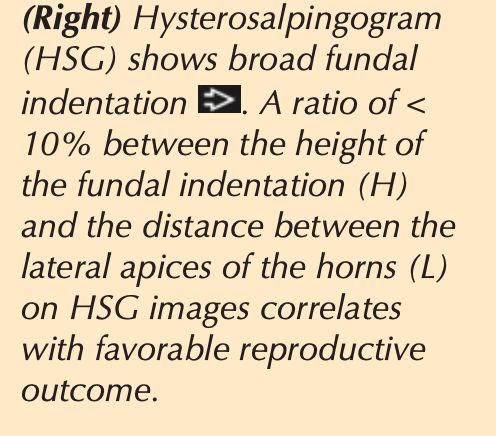 (Right) Hysterosalpingogram
(HSG) shows broad fundal
indentation . A ratio of <
10% between the height of
the fundal indentation (H)
and the distance between the
lateral apices of the horns (L)
on HSG images correlates
with favorable reproductive
outcome.